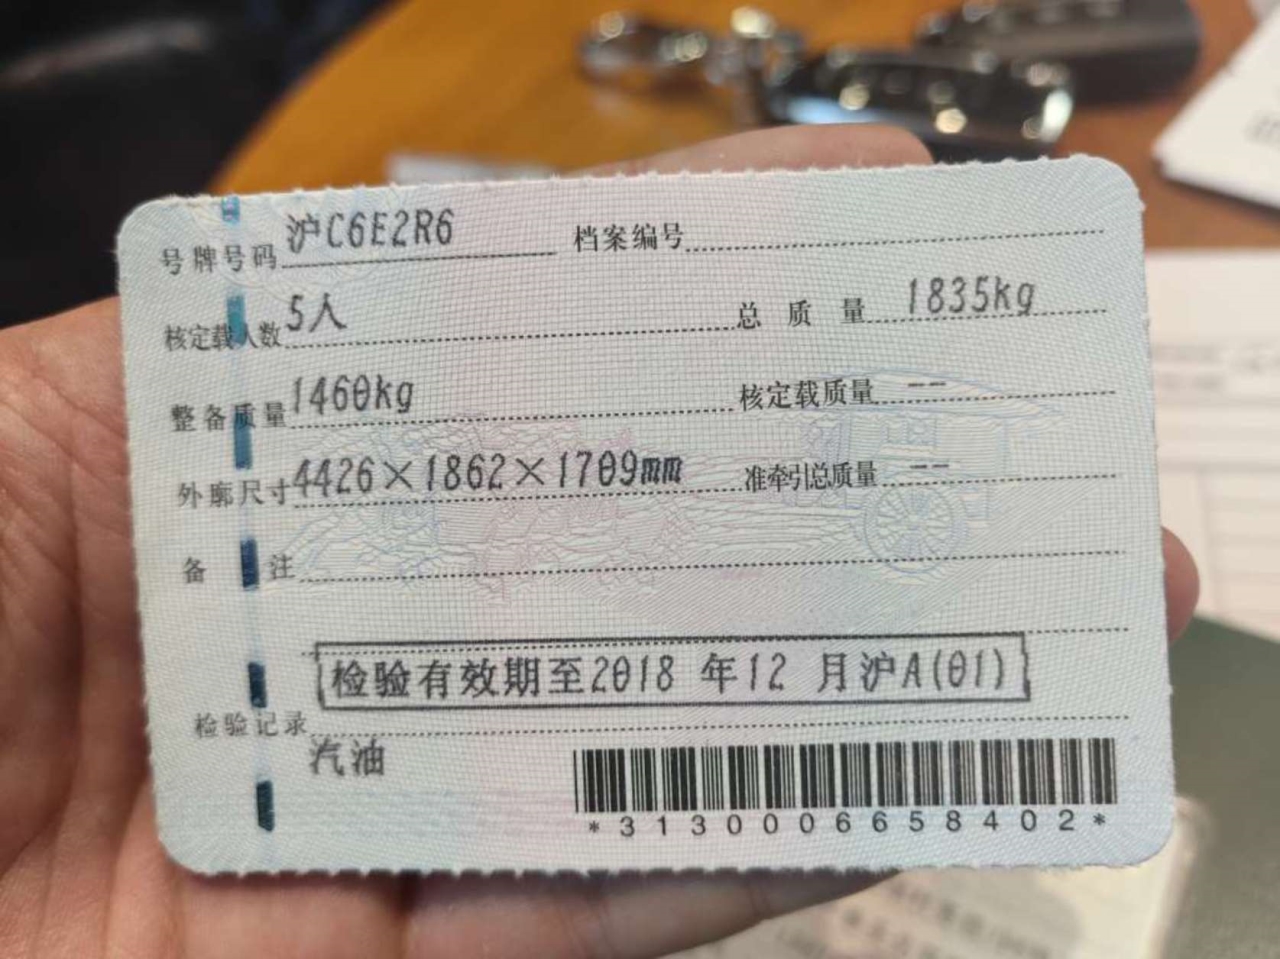 号牌号码 沪C6E2R6 档案编号
核定载人数 5人 总质量 1835kg
整备质量 1460kg 核定载质量 --
外廓尺寸 4426×1862×1709mm 准牵引总质量 --
备注
检验有效期至2018 年12 月沪A(01)
检验记录
汽油
*3130006658402*